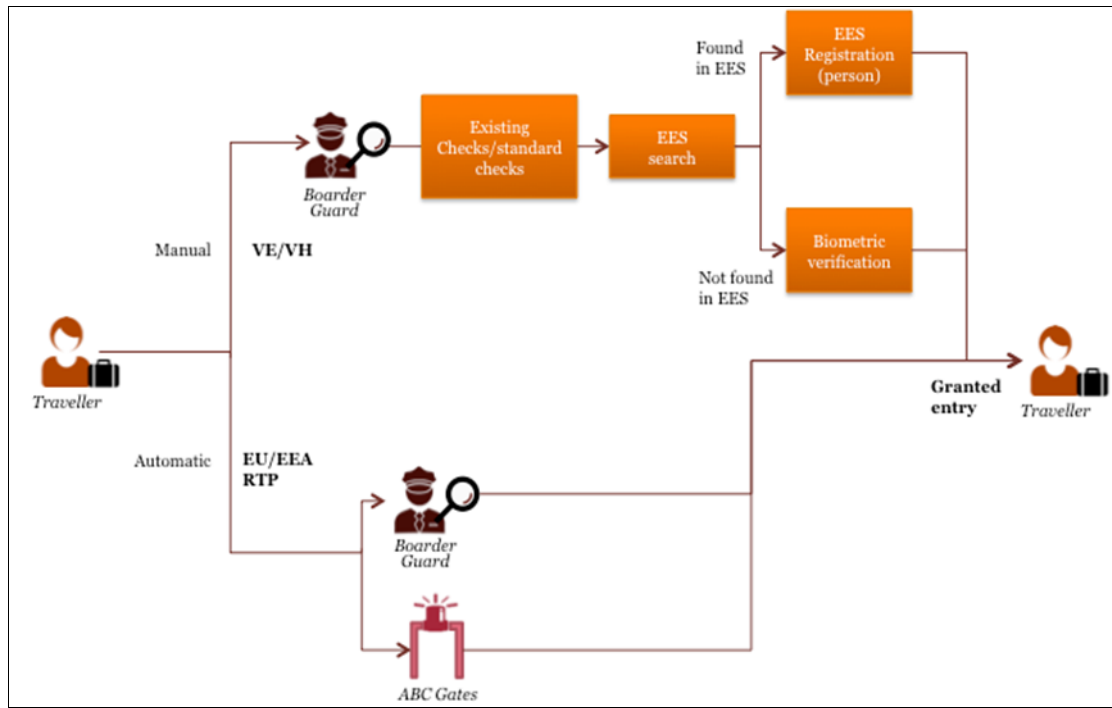 Found
in EES
EES
Registration
(person)
Existing
Checks/standard
checks
EES
search
Boarder
Guard
Manual
VE/VH
Not found
in EES
Biometric
verification
Traveller
Granted
entry
Traveller
Automatic
EU/EEA
RTP
Boarder
Guard
ABC Gates